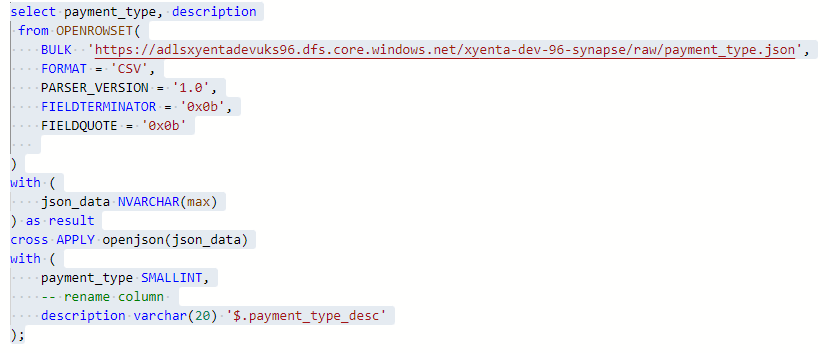 select payment_type, description
from OPENROWSET(
BULK 'https://adlsxyentadevuks96.dfs.core.windows.net/xyenta-dev-96-synapse/raw/payment_type.json',
FORMAT = 'CSV',
PARSER_VERSION = '1.0',
FIELDTERMINATOR = '0x0b',
FIELDQUOTE = '0x0b'
)
with (
json_data NVARCHAR(max)
) as result
cross APPLY openjson(json_data)
with (
payment_type SMALLINT,
-- rename column
description varchar(20) '$.payment_type_desc'
);